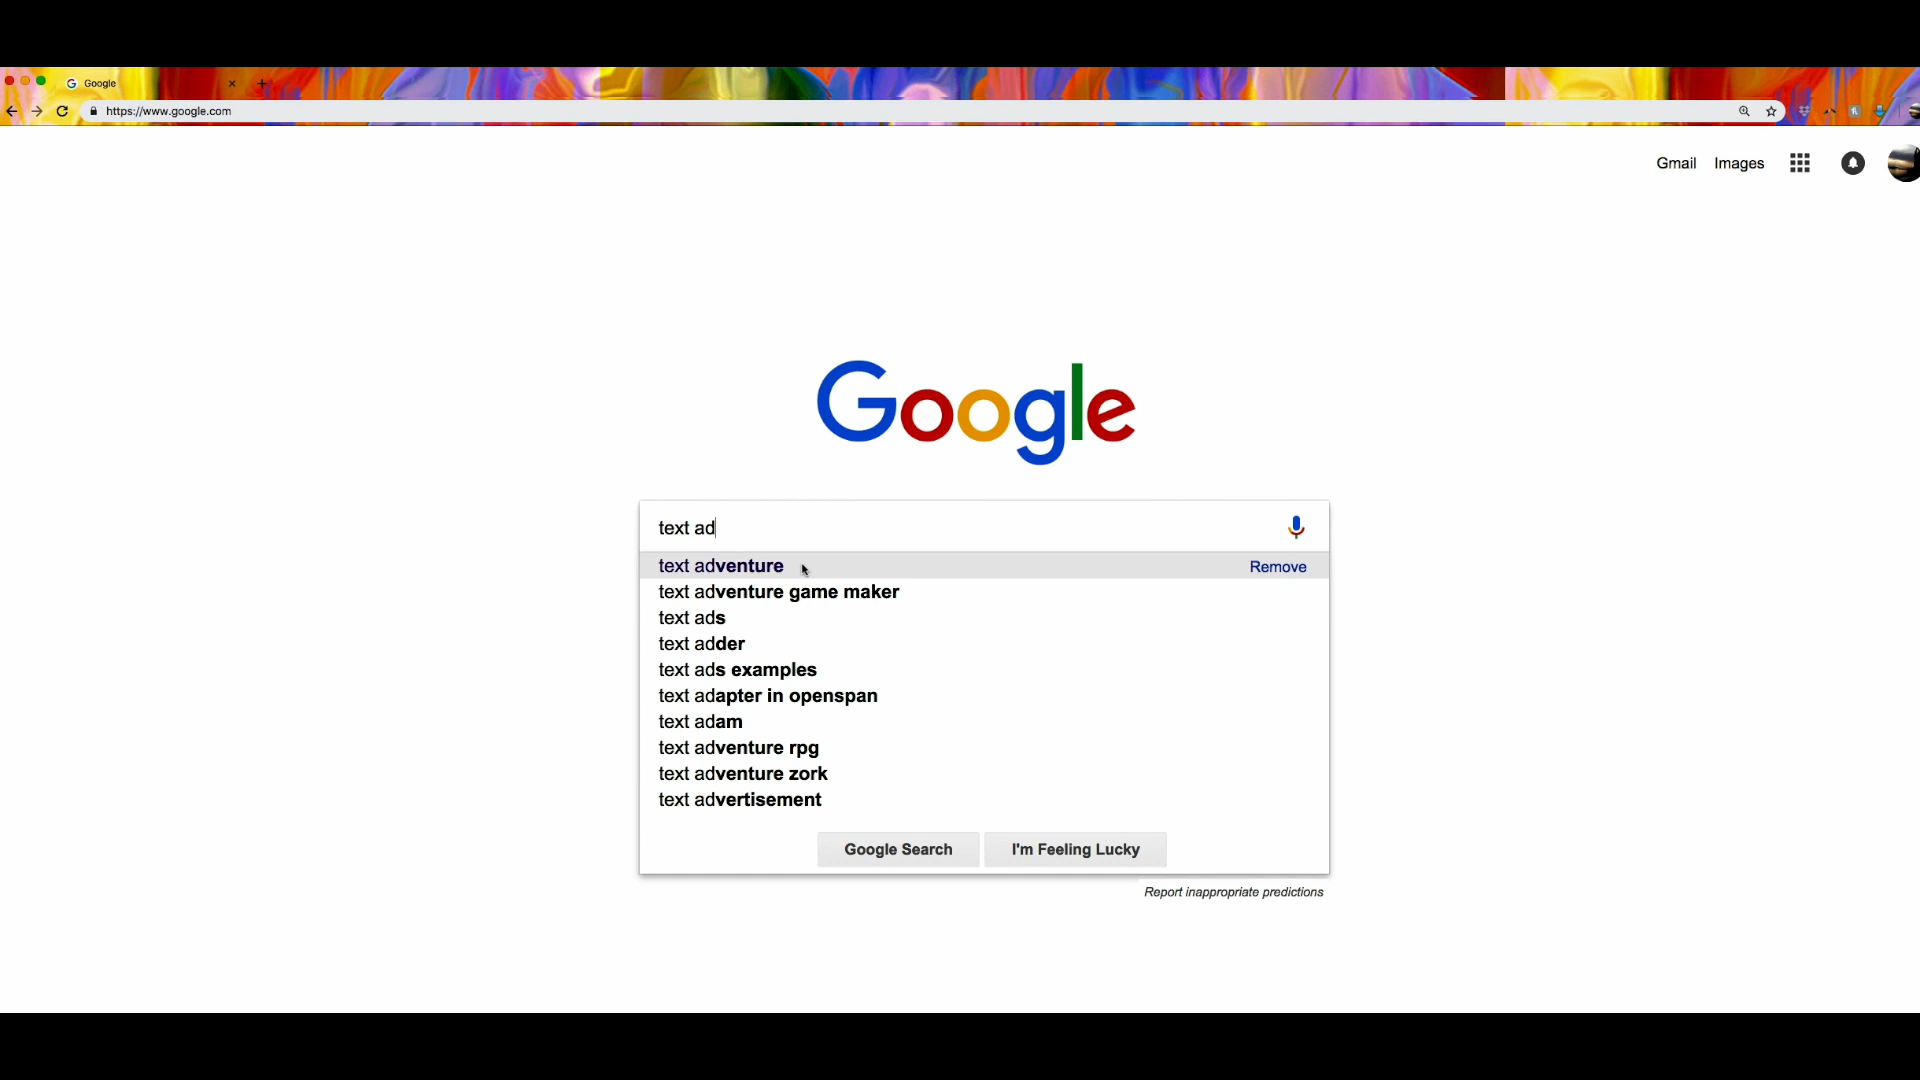 Google
https://www.google.com
Gmail Images
Google
text ad
text adventure Remove
text adventure game maker
text ads
text adder
text ads examples
text adapter in openspan
text adam
text adventure rpg
text adventure zork
text advertisement
Google Search I'm Feeling Lucky
Report inappropriate predictions